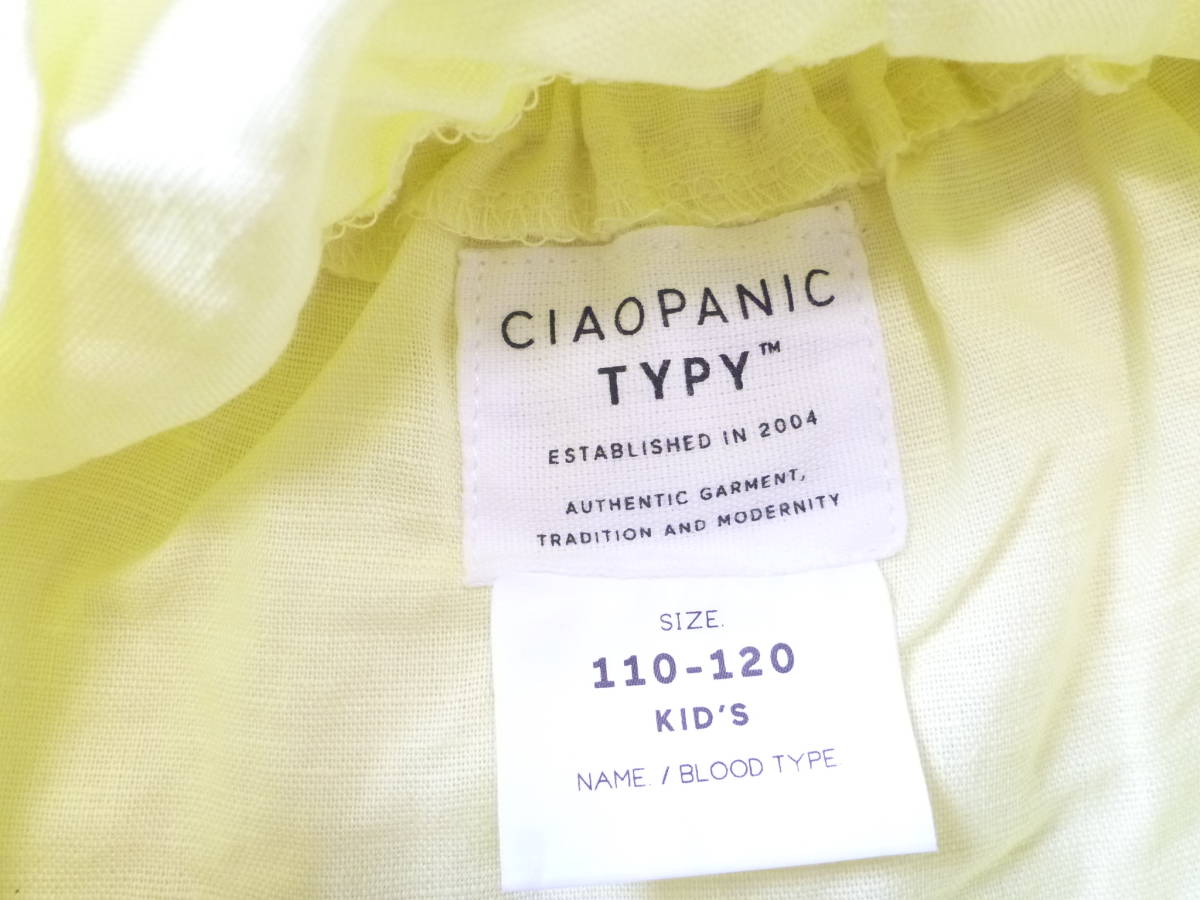 CIAOPANIC
TYPY™
ESTABLISHED IN 2004
AUTHENTIC GARMENT,
TRADITION AND MODERNITY
SIZE.
110-120
KID'S
NAME. / BLOOD TYPE.